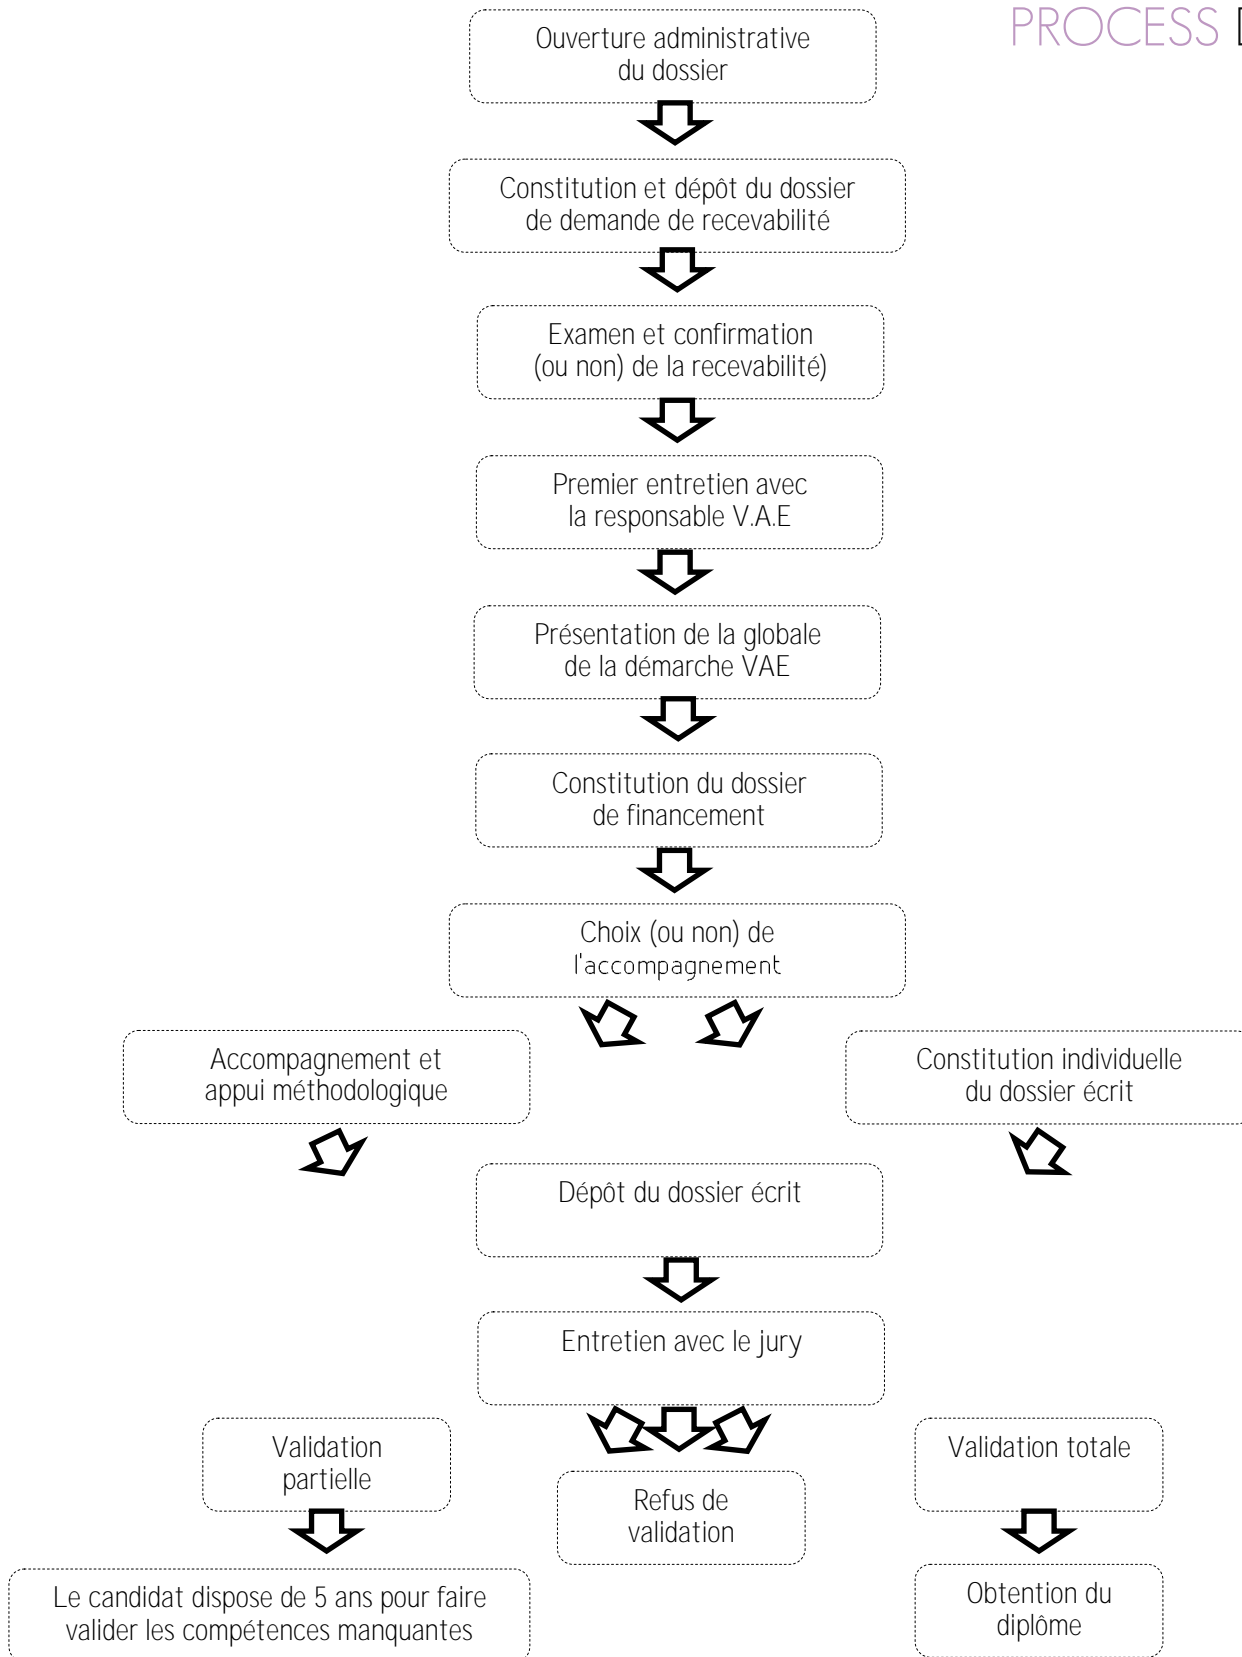 PROCESS
Ouverture administrative
du dossier
Constitution et dépôt du dossier
de demande de recevabilité
Examen et confirmation
(ou non) de la recevabilité)
Premier entretien avec
la responsable V.A.E
Présentation de la globale
de la démarche VAE
Constitution du dossier
de financement
Choix (ou non) de
l'accompagnement
Accompagnement et
appui méthodologique
Constitution individuelle
du dossier écrit
Dépôt du dossier écrit
Entretien avec le jury
Validation
partielle
Refus de
validation
Validation totale
Le candidat dispose de 5 ans pour faire
valider les compétences manquantes
Obtention du
diplôme